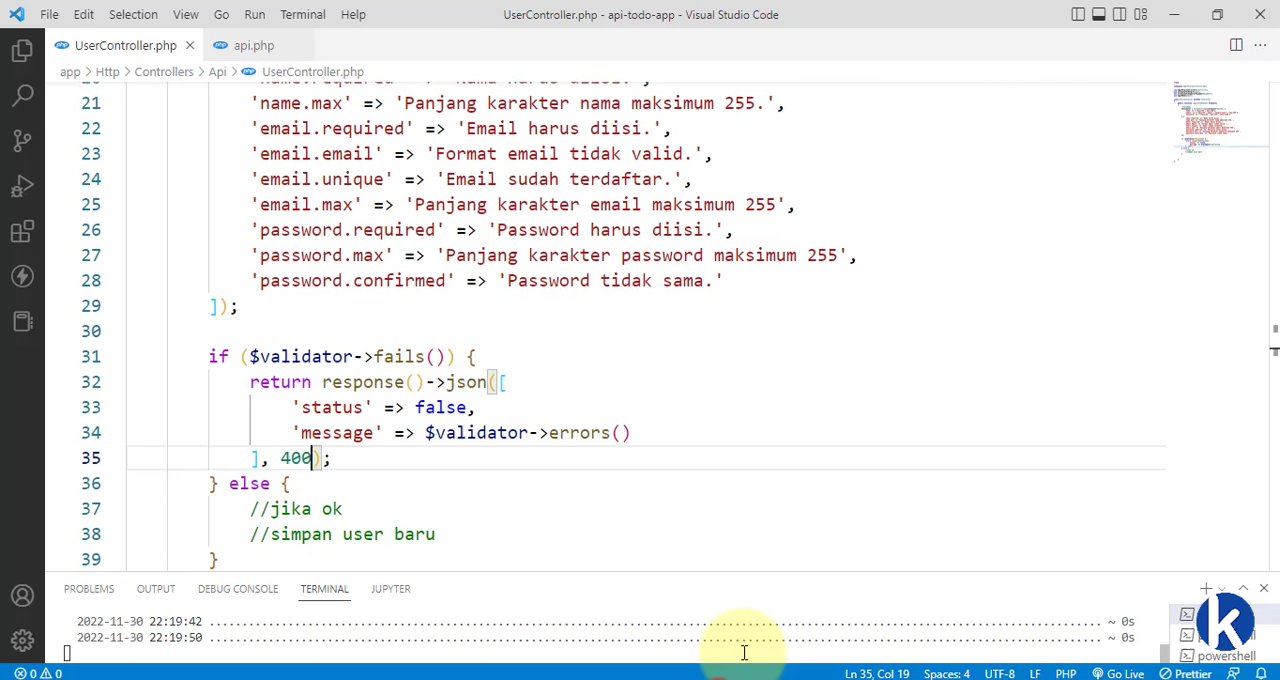 File Edit Selection View Go Run Terminal Help UserController.php - api-todo-app - Visual Studio Code
UserController.php api.php
app > Http > Controllers > Api > UserController.php
21 'name.max' => 'Panjang karakter nama maksimum 255.',
22 'email.required' => 'Email harus diisi.',
23 'email.email' => 'Format email tidak valid.',
24 'email.unique' => 'Email sudah terdaftar.',
25 'email.max' => 'Panjang karakter email maksimum 255',
26 'password.required' => 'Password harus diisi.',
27 'password.max' => 'Panjang karakter password maksimum 255',
28 'password.confirmed' => 'Password tidak sama.'
29 ]);
30
31 if ($validator->fails()) {
32 return response()->json([
33 'status' => false,
34 'message' => $validator->errors()
35 ], 400);
36 } else {
37 //jika ok
38 //simpan user baru
39 }
PROBLEMS OUTPUT DEBUG CONSOLE TERMINAL JUPYTER
2022-11-30 22:19:42 ~ 0s
2022-11-30 22:19:50 ~ 0s
k
powershell
0 0 Ln 35, Col 19 Spaces: 4 UTF-8 LF PHP Go Live Prettier